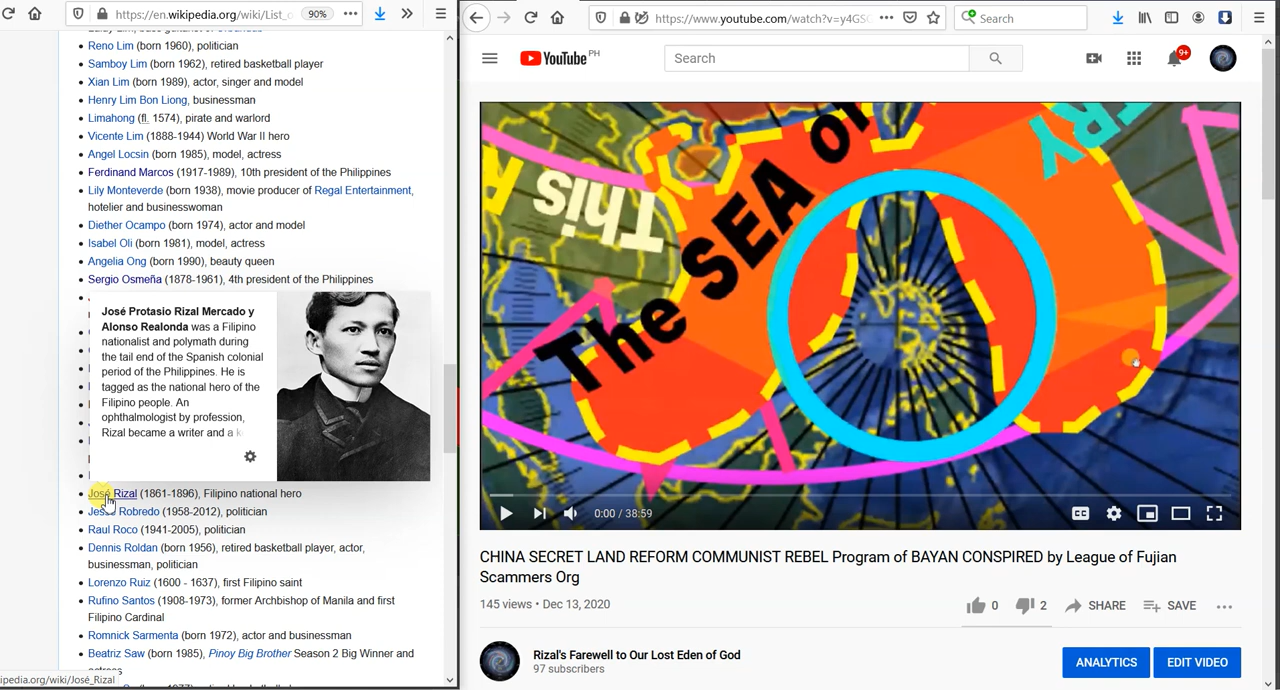 https://en.wikipedia.org/wiki/List_o
90%
Reno Lim (born 1960), politician
Samboy Lim (born 1962), retired basketball player
Xian Lim (born 1989), actor, singer and model
Henry Lim Bon Liong, businessman
Limahong (fl. 1574), pirate and warlord
Vicente Lim (1888-1944) World War II hero
Angel Locsin (born 1985), model, actress
Ferdinand Marcos (1917-1989), 10th president of the Philippines
Lily Monteverde (born 1938), movie producer of Regal Entertainment,
hotelier and businesswoman
Diether Ocampo (born 1974), actor and model
Isabel Oli (born 1981), model, actress
Angelia Ong (born 1990), beauty queen
Sergio Osmeña (1878-1961), 4th president of the Philippines
José Protasio Rizal Mercado y
Alonso Realonda was a Filipino
nationalist and polymath during
the tail end of the Spanish colonial
period of the Philippines. He is
tagged as the national hero of the
Filipino people. An
ophthalmologist by profession,
Rizal became a writer and a k
José Rizal (1861-1896), Filipino national hero
Jesse Robredo (1958-2012), politician
Raul Roco (1941-2005), politician
Dennis Roldan (born 1956), retired basketball player, actor,
businessman, politician
Lorenzo Ruiz (1600 - 1637), first Filipino saint
Rufino Santos (1908-1973), former Archbishop of Manila and first
Filipino Cardinal
Romnick Sarmenta (born 1972), actor and businessman
Beatriz Saw (born 1985), Pinoy Big Brother Season 2 Big Winner and
actress
ipedia.org/wiki/José_Rizal
https://www.youtube.com/watch?v=y4GS
Search
YouTube PH
Search
9+
This
The SEA of
ERY
0:00 / 38:59
CC
CHINA SECRET LAND REFORM COMMUNIST REBEL Program of BAYAN CONSPIRED by League of Fujian
Scammers Org
145 views • Dec 13, 2020
0
2
SHARE
SAVE
Rizal's Farewell to Our Lost Eden of God
97 subscribers
ANALYTICS
EDIT VIDEO